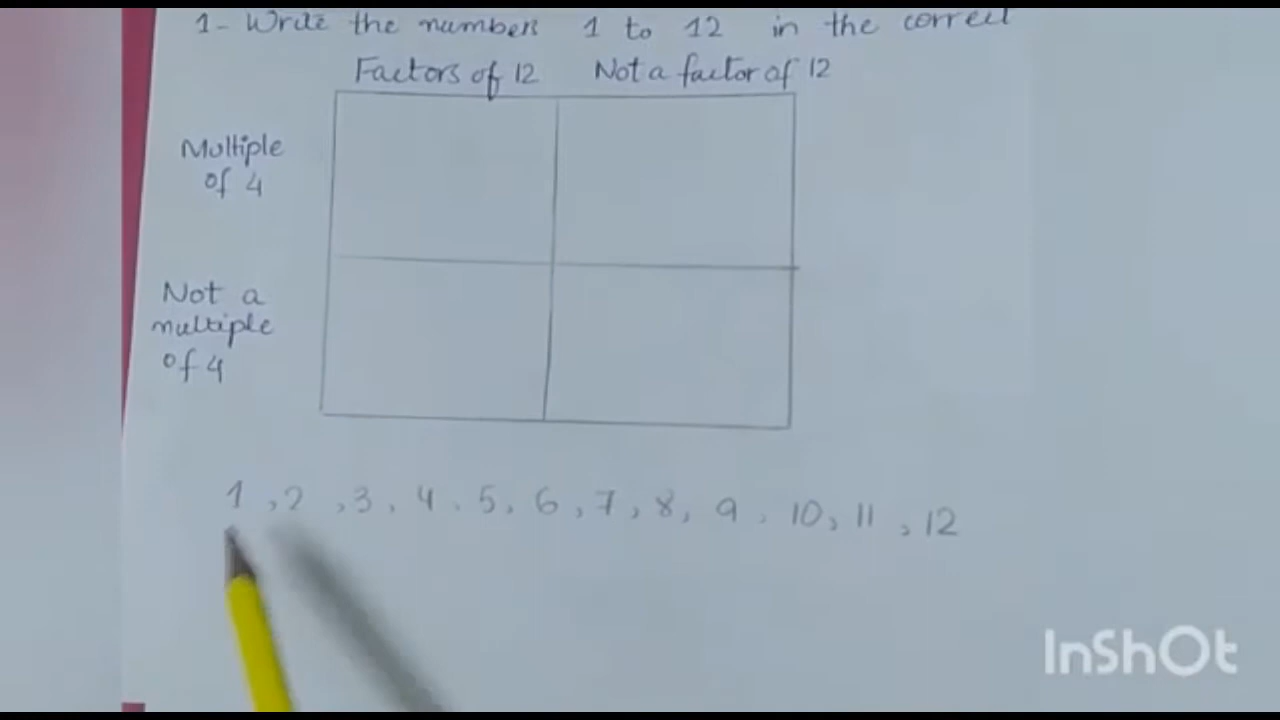 1- Write the numbers 1 to 12 in the correct
Factors of 12 Not a factor of 12
Multiple
of 4
Not a
multiple
of 4
1, 2, 3, 4, 5, 6, 7, 8, 9, 10, 11, 12
InShOt